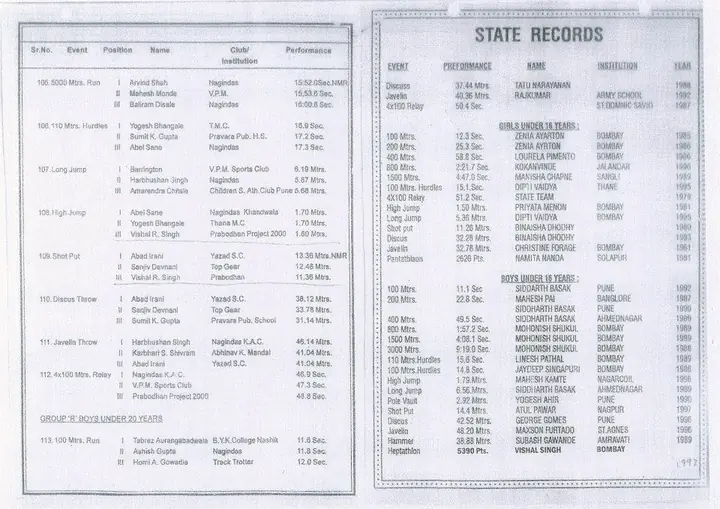 Sr.No. Event Position Name Club/ Institution Performance
105. 5000 Mtrs. Run I Arvind Shah Nagindas 15:52.0Sec.NMR
II Mahesh Monde V.P.M. 15:53.6 Sec.
III Baliram Disale Nagindas 16:00.8 Sec.
106. 110 Mtrs. Hurdles I Yogesh Bhangale T.M.C. 16.9 Sec.
II Sumit K. Gupta Pravara Pub. H.S. 17.2 Sec.
III Abel Sano Nagindas 17.3 Sec.
107. Long Jump I Barrington V.P.M. Sports Club 6.19 Mtrs.
II Harbhushan Singh Nagindas 5.87 Mtrs.
III Amarendra Chitale Children S. Ath.Club Pune 5.68 Mtrs.
108. High Jump I Abel Sane Nagindas Khandwala 1.70 Mtrs.
II Yogesh Bhangale Thana M.C 1.70 Mtrs.
III Vishal R. Singh Prabodhan Project 2000 1.60 Mtrs.
109. Shot Put I Abad Irani Yazad S.C. 13.36 Mtrs.NMR
II Sanjiv Devnani Top Gear 12.46 Mtrs.
III Vishal R. Singh Prabodhan 11.36 Mtrs.
110. Discus Throw I Abad Irani Yazad S.C. 38.12 Mtrs.
II Sanjiv Devnani Top Gear 33.78 Mtrs.
III Sumit K. Gupta Pravara Pub. School 31.14 Mtrs.
111. Javelin Throw I Harbhushan Singh Nagindas K.A.C. 46.14 Mtrs.
II Karbhari S. Shivram Abhinav K. Mandal 41.04 Mtrs.
III Abad Irani Yazad S.C. 41.04 Mtrs.
112. 4x100 Mtrs. Relay I Nagindas K.A.C. 46.9 Sec.
II V.P.M. Sports Club 47.3 Sec.
III Prabodhan Project 2000 48.8 Sec.
GROUP 'R' BOYS UNDER 20 YEARS
113. 100 Mtrs. Run I Tabrez Aurangabadwala B.Y.K.College Nashik 11.6 Sec.
II Ashish Gupta Nagindas 11.8 Sec.
III Homi A. Gowadia Track Trotter 12.0 Sec.
STATE RECORDS
EVENT PREFORMANCE NAME INSTITUTION YEAR
Discuss 37.44 Mtrs. TATU NARAYANAN 1988
Javelin 40.36 Mtrs. RAJKUMAR ARMY SCHOOL 1992
4x100 Relay 50.4 Sec. ST.DOMINIC SAVIO 1987
GIRLS UNDER 16 YEARS :
100 Mtrs. 12.3 Sec. ZENIA AYARTON BOMBAY 1985
200 Mtrs. 25.3 Sec. ZENIA AYRTON BOMBAY 1986
400 Mtrs. 58.8 Sec. LOURELA PIMENTO BOMBAY 1986
800 Mtrs. 2:21.7 Sec. KOKANVINDE JALANDAR 1996
1500 Mtrs. 4:47.9 Sec. MANISHA CHAPNE SANGLI 1989
100 Mtrs. Hurdles 15.1 Sec. DIPTI VAIDYA THANE 1995
4X100 Mtrs. 51.2 Sec. STATE TEAM 1979
High Jump 1.50 Mtrs. PRIYATA MENON BOMBAY 1981
Long Jump 5.36 Mtrs. DIPTI VAIDYA BOMBAY 1995
Shot put 11.26 Mtrs. BINAISHA DHODHY
Discus 32.28 Mtrs. BINAISHA DHODHY 1983
Javelin 32.78 Mtrs. CHRISTINE FORAGE BOMBAY 1981
Pentathlaon 2626 Pts. NAMITA NANDA SOLAPUR 1981
BOYS UNDER 16 YEARS :
100 Mtrs. 11.1 Sec SIDDARTH BASAK PUNE 1992
200 Mtrs. 22.8 Sec. MAHESH PAI BANGLORE 1987
SIDDHARTH BASAK PUNE 1990
400 Mtrs. 49.5 Sec. SIDDHARTH BASAK AHMEDNAGAR 1989
800 Mtrs. 1:57.2 Sec. MOHONISH SHUKUL BOMBAY 1989
1500 Mtrs. 4:08.1 Sec. MOHONISH SHUKUL BOMBAY 1989
3000 Mtrs. 9:19.0 Sec. MOHONISH SHUKUL BOMBAY 1988
110 Mtrs.Hurdles 15.6 Sec. LINESH PATHAL BOMBAY 1989
100 Mtrs.Hurdles 14.8 Sec. JAYDEEP SINGAPURI BOMBAY 1986
High Jump 1.79 Mtrs. MAHESH KAMTE NAGARCOIL 1996
Long Jump 6.56 Mtrs. SIDDHARTH BASAK AHMEDNAGAR 1989
Pole Vault 2.92 Mtrs. YOGESH AHIR PUNE 1990
Shot Put 14.4 Mtrs. ATUL PAWAR NAGPUR 1997
Discus 42.52 Mtrs. GEORGE GOMES PUNE 1990
Javelin 48.20 Mtrs. MAXSON FURTADO ST.AGNES 1996
Hammer 38.88 Mtrs. SUBASH GAWANDE AMRAVATI 1989
Heptathlon 5390 Pts. VISHAL SINGH BOMBAY
1997